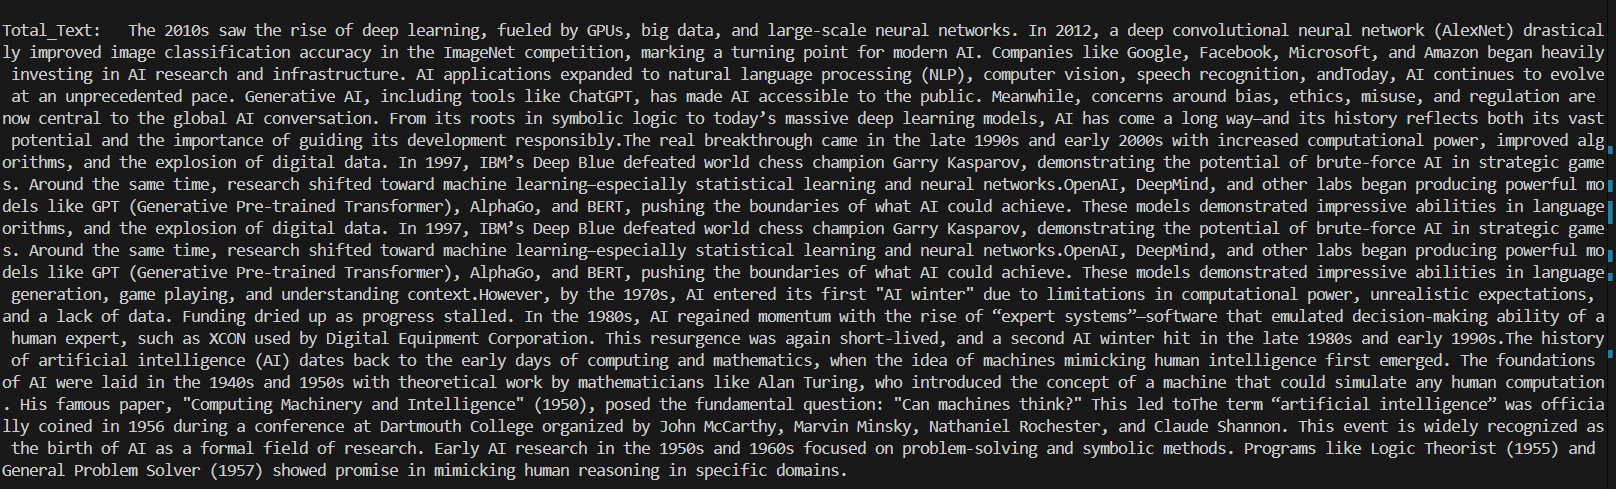 Total_Text:   The 2010s saw the rise of deep learning, fueled by GPUs, big data, and large-scale neural networks. In 2012, a deep convolutional neural network (AlexNet) drastical
ly improved image classification accuracy in the ImageNet competition, marking a turning point for modern AI. Companies like Google, Facebook, Microsoft, and Amazon began heavily
 investing in AI research and infrastructure. AI applications expanded to natural language processing (NLP), computer vision, speech recognition, andToday, AI continues to evolve
 at an unprecedented pace. Generative AI, including tools like ChatGPT, has made AI accessible to the public. Meanwhile, concerns around bias, ethics, misuse, and regulation are
now central to the global AI conversation. From its roots in symbolic logic to today’s massive deep learning models, AI has come a long way—and its history reflects both its vast
 potential and the importance of guiding its development responsibly.The real breakthrough came in the late 1990s and early 2000s with increased computational power, improved alg
orithms, and the explosion of digital data. In 1997, IBM’s Deep Blue defeated world chess champion Garry Kasparov, demonstrating the potential of brute-force AI in strategic game
s. Around the same time, research shifted toward machine learning—especially statistical learning and neural networks.OpenAI, DeepMind, and other labs began producing powerful mo
dels like GPT (Generative Pre-trained Transformer), AlphaGo, and BERT, pushing the boundaries of what AI could achieve. These models demonstrated impressive abilities in language
orithms, and the explosion of digital data. In 1997, IBM’s Deep Blue defeated world chess champion Garry Kasparov, demonstrating the potential of brute-force AI in strategic game
s. Around the same time, research shifted toward machine learning—especially statistical learning and neural networks.OpenAI, DeepMind, and other labs began producing powerful mo
dels like GPT (Generative Pre-trained Transformer), AlphaGo, and BERT, pushing the boundaries of what AI could achieve. These models demonstrated impressive abilities in language
 generation, game playing, and understanding context.However, by the 1970s, AI entered its first "AI winter" due to limitations in computational power, unrealistic expectations,
and a lack of data. Funding dried up as progress stalled. In the 1980s, AI regained momentum with the rise of “expert systems”—software that emulated decision-making ability of a
 human expert, such as XCON used by Digital Equipment Corporation. This resurgence was again short-lived, and a second AI winter hit in the late 1980s and early 1990s.The history
 of artificial intelligence (AI) dates back to the early days of computing and mathematics, when the idea of machines mimicking human intelligence first emerged. The foundations
of AI were laid in the 1940s and 1950s with theoretical work by mathematicians like Alan Turing, who introduced the concept of a machine that could simulate any human computation
. His famous paper, "Computing Machinery and Intelligence" (1950), posed the fundamental question: "Can machines think?" This led toThe term “artificial intelligence” was officia
lly coined in 1956 during a conference at Dartmouth College organized by John McCarthy, Marvin Minsky, Nathaniel Rochester, and Claude Shannon. This event is widely recognized as
 the birth of AI as a formal field of research. Early AI research in the 1950s and 1960s focused on problem-solving and symbolic methods. Programs like Logic Theorist (1955) and
General Problem Solver (1957) showed promise in mimicking human reasoning in specific domains.